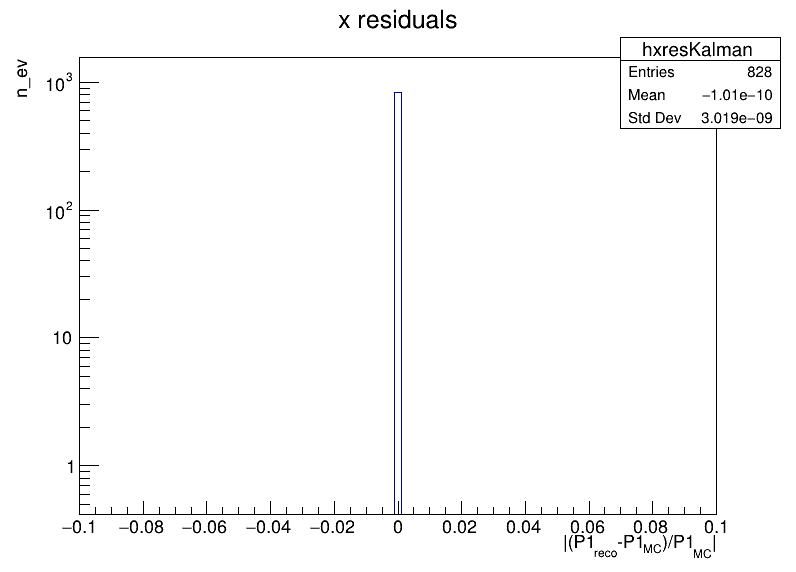 x residuals
hxresKalman
Entries 828
Mean −1.01e−10
Std Dev 3.019e−09
n_ev
10³
10²
10
1
−0.1 −0.08 −0.06 −0.04 −0.02 0 0.02 0.04 0.06 0.08 0.1
|(P1reco-P1MC)/P1MC|